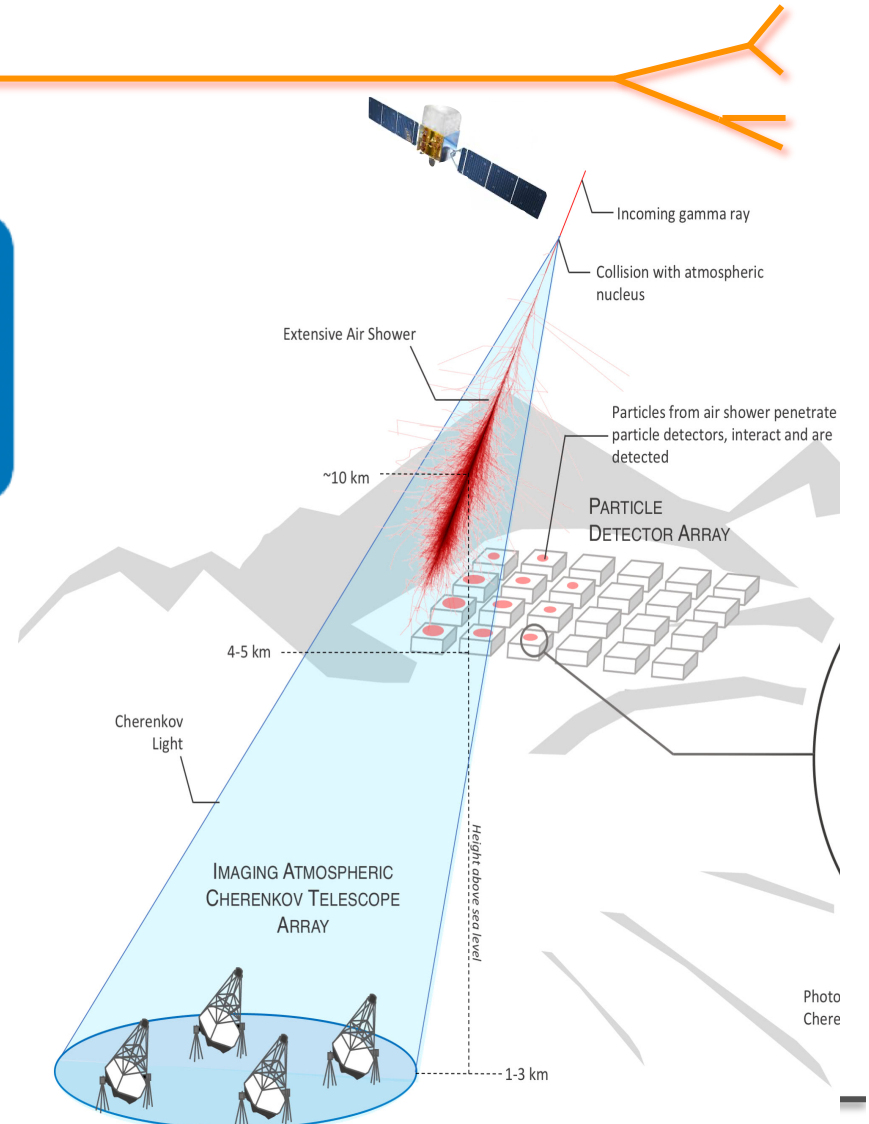 Incoming gamma ray
Collision with atmospheric
nucleus
Extensive Air Shower
Particles from air shower penetrate
particle detectors, interact and are
detected
~10 km
PARTICLE
DETECTOR ARRAY
4-5 km
Cherenkov
Light
Height above sea level
IMAGING ATMOSPHERIC
CHERENKOV TELESCOPE
ARRAY
Photo
Chere
1-3 km